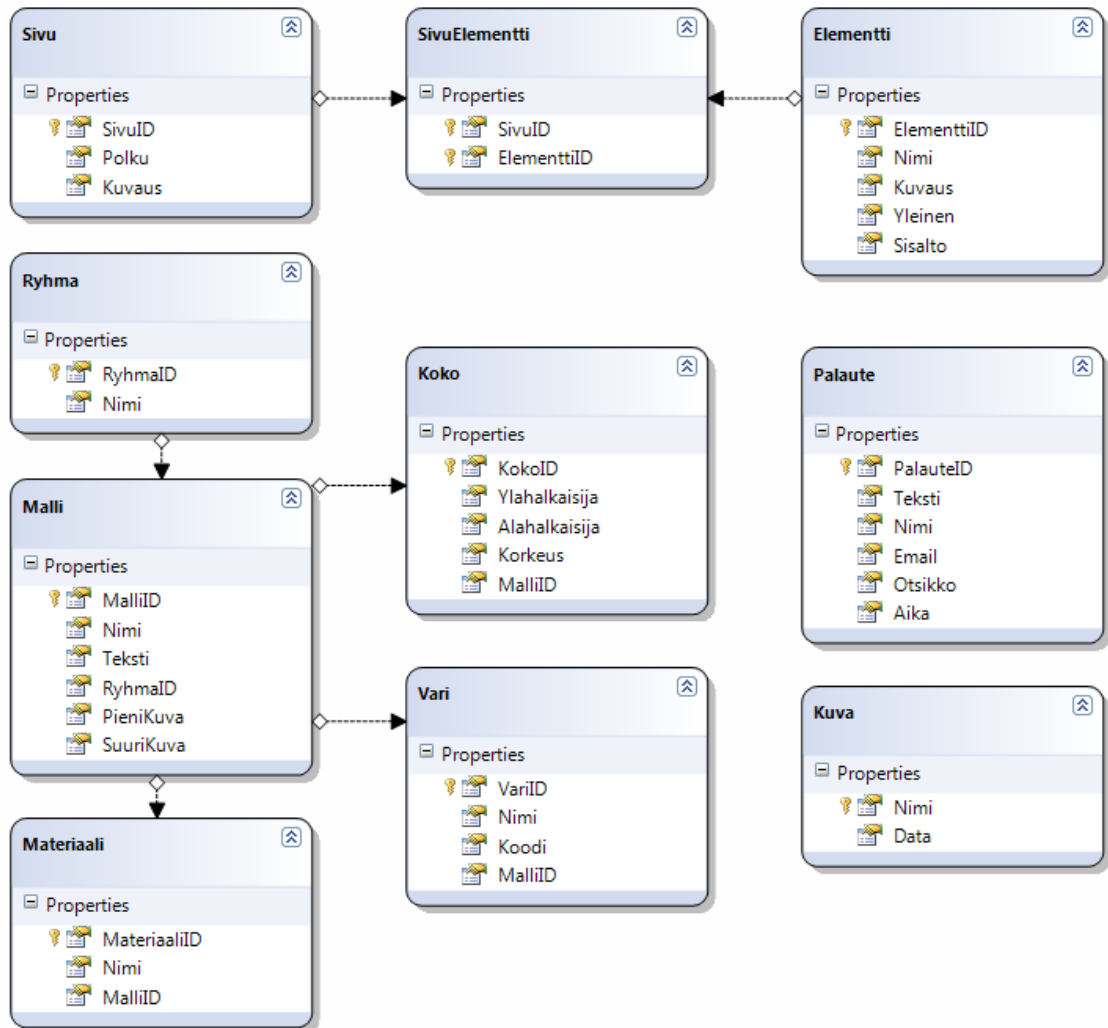 Sivu
Properties
SivuID
Polku
Kuvaus
SivuElementti
Properties
SivuID
ElementtiID
Elementti
Properties
ElementtiID
Nimi
Kuvaus
Yleinen
Sisalto
Ryhma
Properties
RyhmaID
Nimi
Koko
Properties
KokoID
Ylahalkaisija
Alahalkaisija
Korkeus
MalliID
Palaute
Properties
PalauteID
Teksti
Nimi
Email
Otsikko
Aika
Malli
Properties
MalliID
Nimi
Teksti
RyhmaID
PieniKuva
SuuriKuva
Vari
Properties
VariID
Nimi
Koodi
MalliID
Kuva
Properties
Nimi
Data
Materiaali
Properties
MateriaaliID
Nimi
MalliID